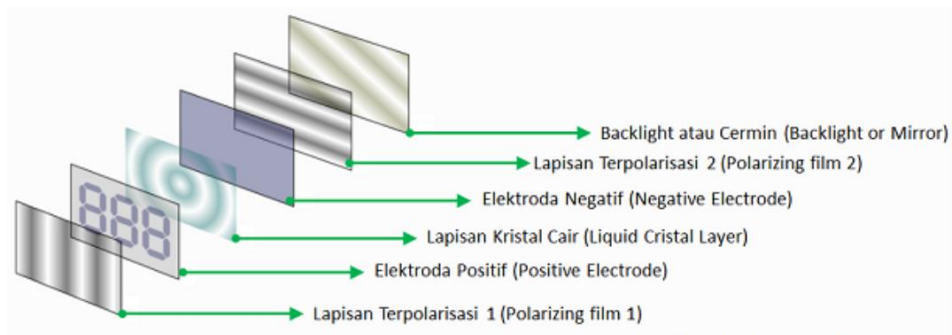 Backlight atau Cermin (Backlight or Mirror)
Lapisan Terpolarisasi 2 (Polarizing film 2)
Elektroda Negatif (Negative Electrode)
Lapisan Kristal Cair (Liquid Cristal Layer)
888
Elektroda Positif (Positive Electrode)
Lapisan Terpolarisasi 1 (Polarizing film 1)